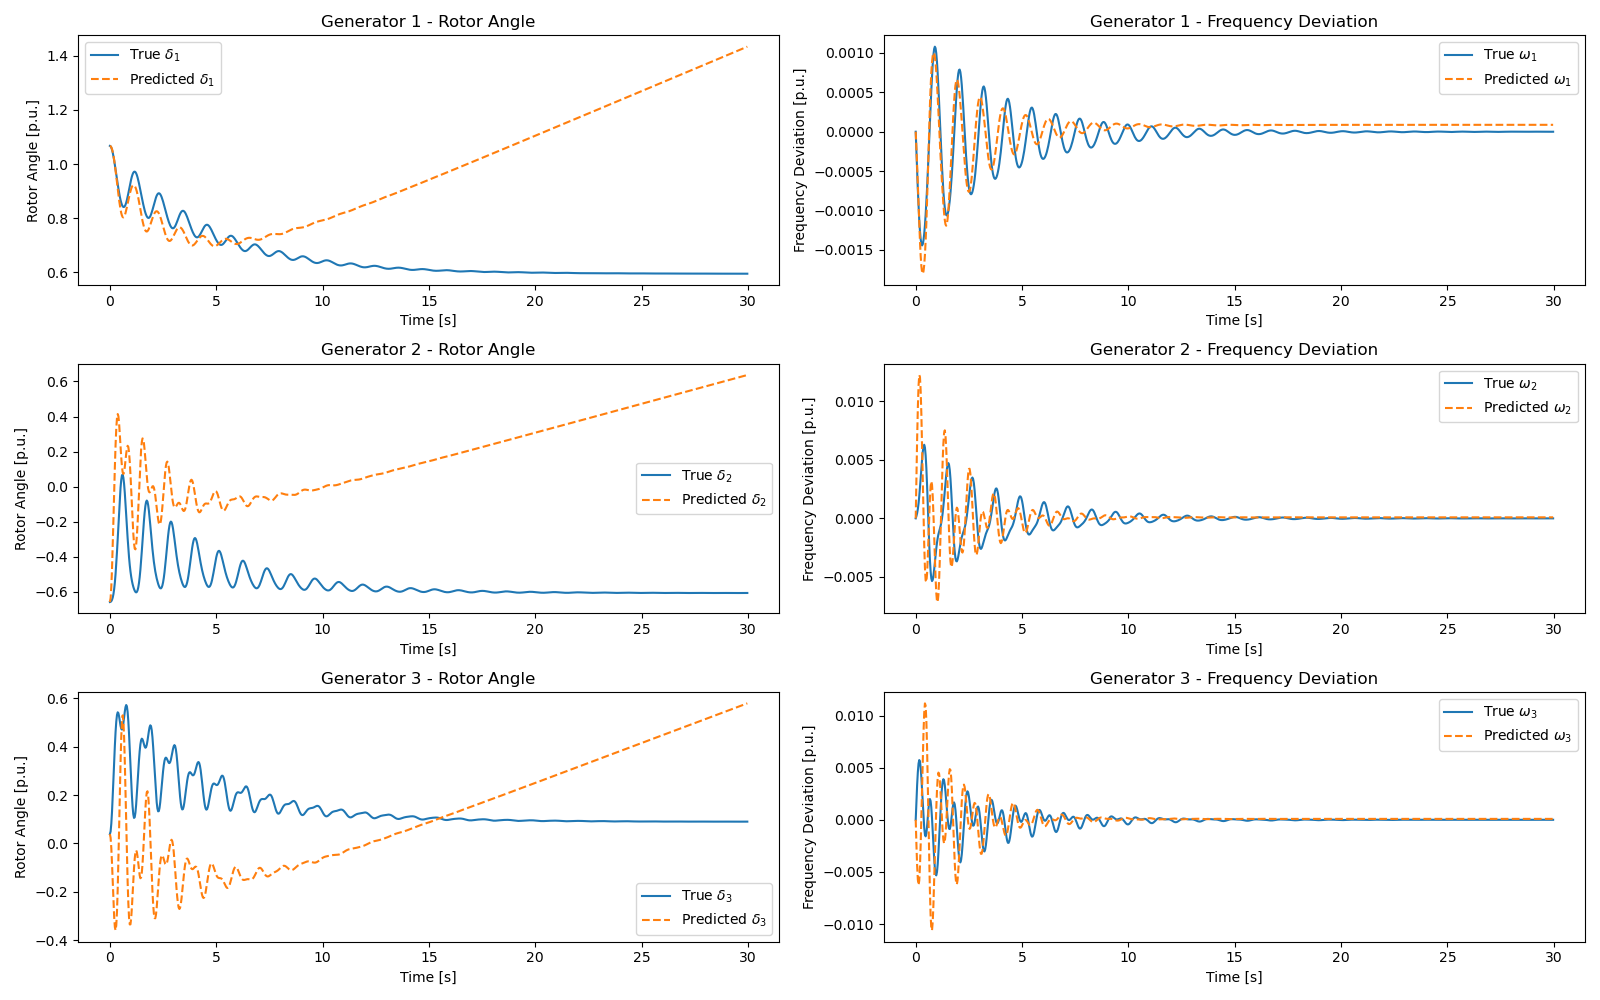 Generator 1 - Rotor Angle
1.4
1.2
1.0
0.8
0.6
Rotor Angle [p.u.]
True δ₁
Predicted δ₁
0 5 10 15 20 25 30
Time [s]
Generator 1 - Frequency Deviation
0.0010
0.0005
0.0000
−0.0005
−0.0010
−0.0015
Frequency Deviation [p.u.]
True ω₁
Predicted ω₁
0 5 10 15 20 25 30
Time [s]
Generator 2 - Rotor Angle
0.6
0.4
0.2
0.0
−0.2
−0.4
−0.6
Rotor Angle [p.u.]
True δ₂
Predicted δ₂
0 5 10 15 20 25 30
Time [s]
Generator 2 - Frequency Deviation
0.010
0.005
0.000
−0.005
Frequency Deviation [p.u.]
True ω₂
Predicted ω₂
0 5 10 15 20 25 30
Time [s]
Generator 3 - Rotor Angle
0.6
0.4
0.2
0.0
−0.2
−0.4
Rotor Angle [p.u.]
True δ₃
Predicted δ₃
0 5 10 15 20 25 30
Time [s]
Generator 3 - Frequency Deviation
0.010
0.005
0.000
−0.005
−0.010
Frequency Deviation [p.u.]
True ω₃
Predicted ω₃
0 5 10 15 20 25 30
Time [s]